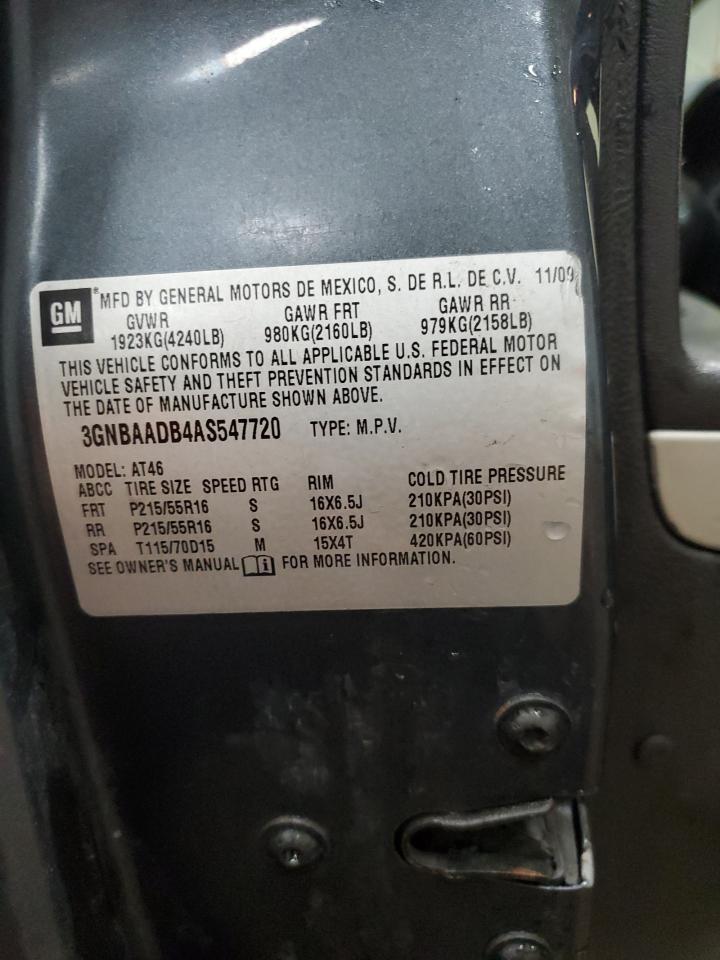 GM
®MFD BY GENERAL MOTORS DE MEXICO, S. DE R.L. DE C.V. 11/09
GVWR GAWR FRT GAWR RR
1923KG(4240LB) 980KG(2160LB) 979KG(2158LB)
THIS VEHICLE CONFORMS TO ALL APPLICABLE U.S. FEDERAL MOTOR
VEHICLE SAFETY AND THEFT PREVENTION STANDARDS IN EFFECT ON
THE DATE OF MANUFACTURE SHOWN ABOVE.
3GNBAADB4AS547720 TYPE: M.P.V.
MODEL: AT46
ABCC TIRE SIZE SPEED RTG RIM COLD TIRE PRESSURE
FRT P215/55R16 S 16X6.5J 210KPA(30PSI)
RR P215/55R16 S 16X6.5J 210KPA(30PSI)
SPA T115/70D15 M 15X4T 420KPA(60PSI)
SEE OWNER'S MANUAL i FOR MORE INFORMATION.